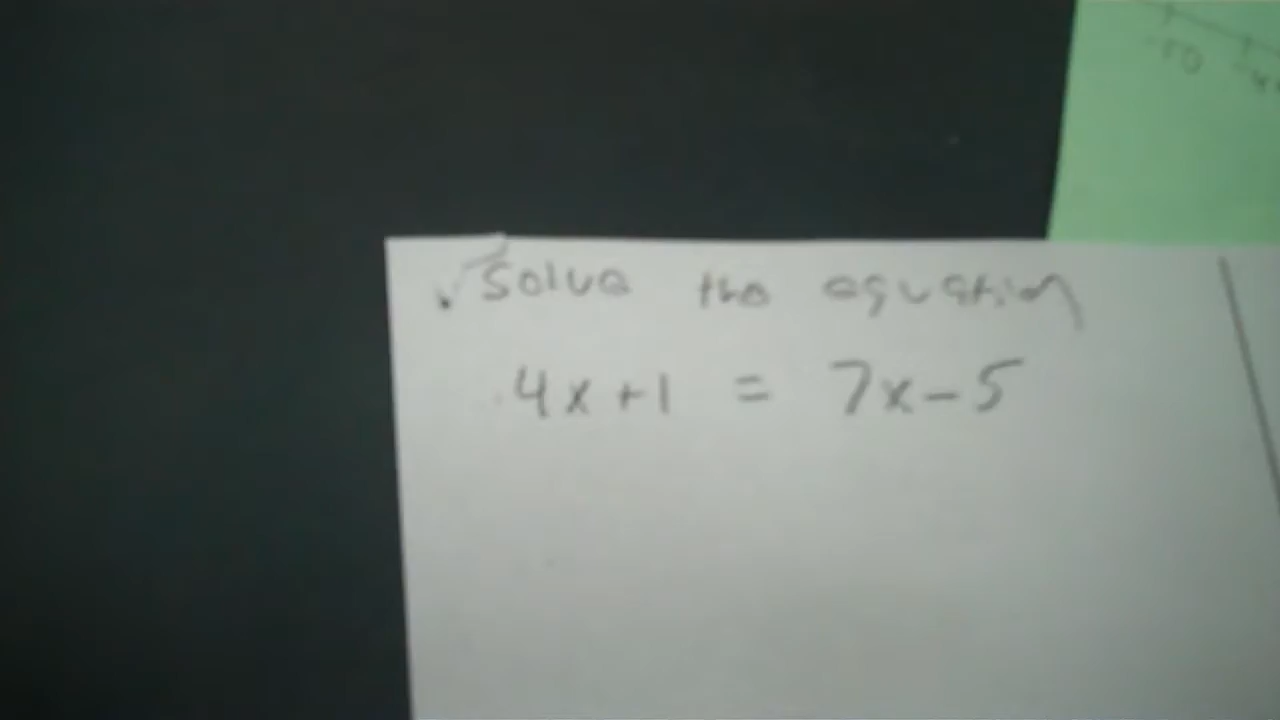 Solve the equation
4x+1 = 7x-5